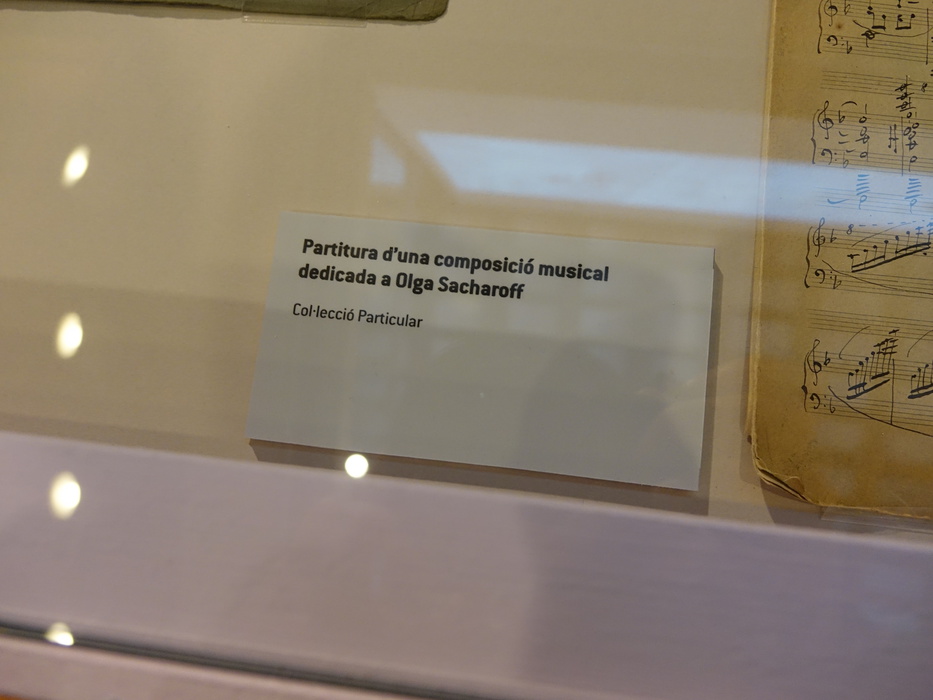 Partitura d'una composició musical
dedicada a Olga Sacharoff
Col·lecció Particular